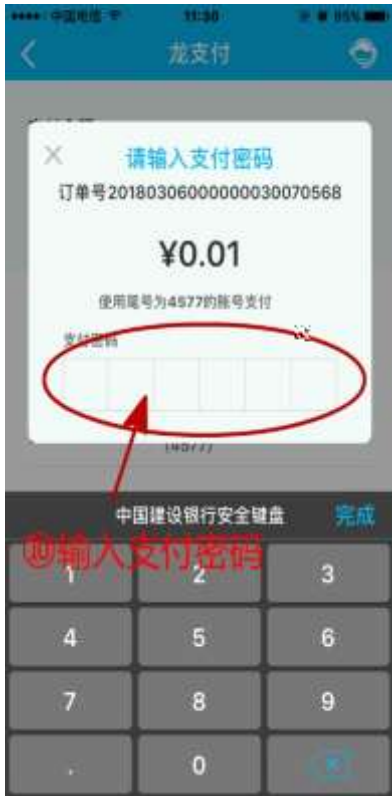 中国电信 11:30 95%
龙支付
请输入支付密码
订单号20180306000000030070568
¥0.01
使用尾号为4577的账号支付
支付密码
(4577)
中国建设银行安全键盘 完成
⑩输入支付密码
1 2 3
4 5 6
7 8 9
. 0